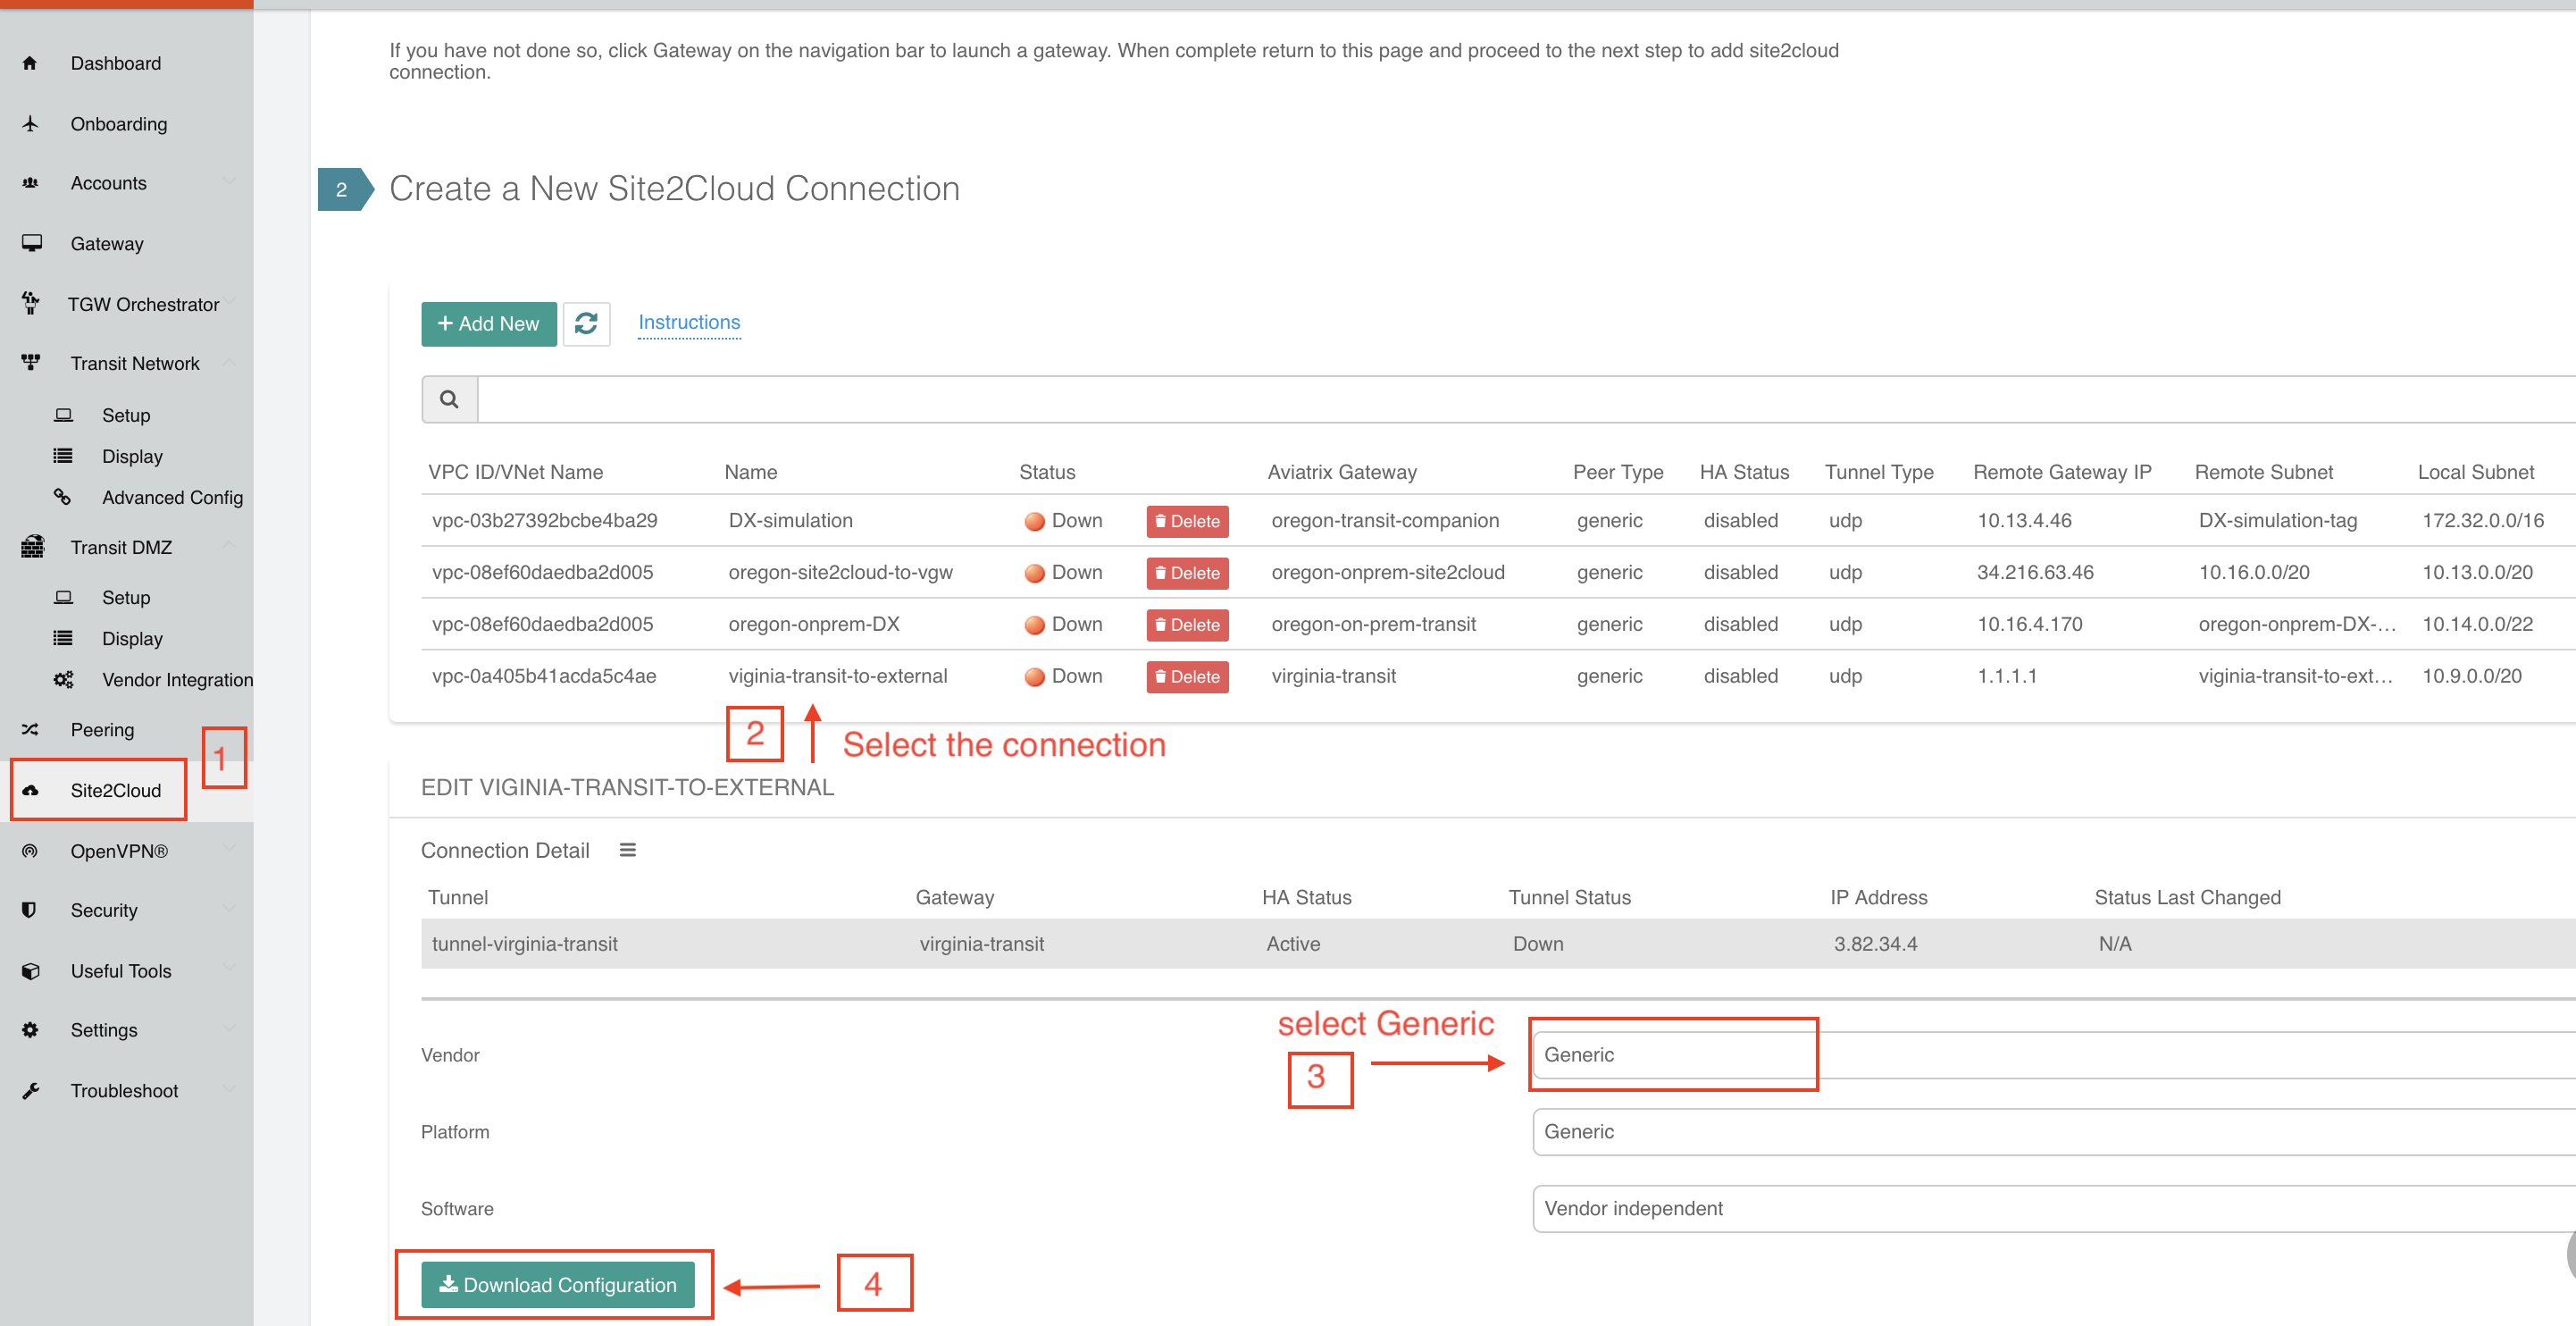 Dashboard
Onboarding
Accounts
Gateway
TGW Orchestrator
Transit Network
Setup
Display
Advanced Config
Transit DMZ
Setup
Display
Vendor Integration
Peering
1
Site2Cloud
OpenVPN®
Security
Useful Tools
Settings
Troubleshoot
If you have not done so, click Gateway on the navigation bar to launch a gateway. When complete return to this page and proceed to the next step to add site2cloud
connection.
2 Create a New Site2Cloud Connection
+ Add New Instructions
VPC ID/VNet Name Name Status Aviatrix Gateway Peer Type HA Status Tunnel Type Remote Gateway IP Remote Subnet Local Subnet
vpc-03b27392bcbe4ba29 DX-simulation Down Delete oregon-transit-companion generic disabled udp 10.13.4.46 DX-simulation-tag 172.32.0.0/16
vpc-08ef60daedba2d005 oregon-site2cloud-to-vgw Down Delete oregon-onprem-site2cloud generic disabled udp 34.216.63.46 10.16.0.0/20 10.13.0.0/20
vpc-08ef60daedba2d005 oregon-onprem-DX Down Delete oregon-on-prem-transit generic disabled udp 10.16.4.170 oregon-onprem-DX-... 10.14.0.0/22
vpc-0a405b41acda5c4ae viginia-transit-to-external Down Delete virginia-transit generic disabled udp 1.1.1.1 viginia-transit-to-ext... 10.9.0.0/20
2 Select the connection
EDIT VIGINIA-TRANSIT-TO-EXTERNAL
Connection Detail
Tunnel Gateway HA Status Tunnel Status IP Address Status Last Changed
tunnel-virginia-transit virginia-transit Active Down 3.82.34.4 N/A
select Generic
3
Vendor Generic
Platform Generic
Software Vendor independent
Download Configuration 4